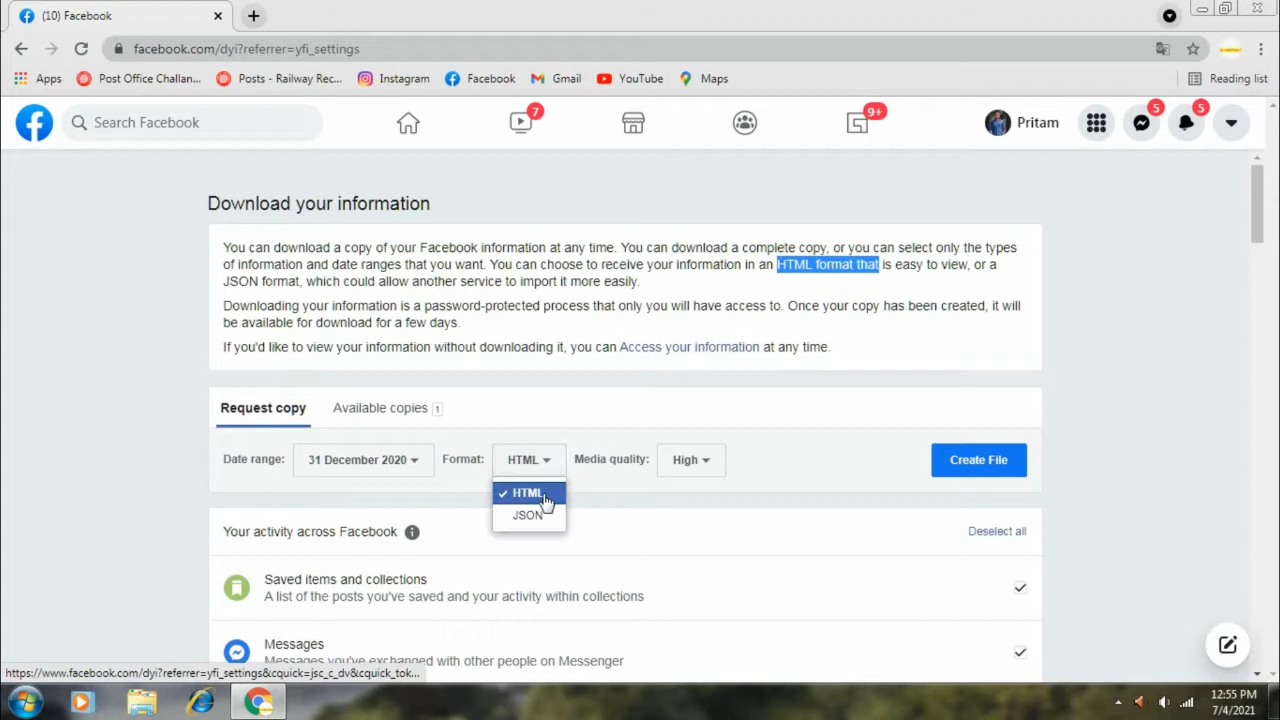 (10) Facebook
facebook.com/dyi?referrer=yfi_settings
Apps Post Office Challan... Posts - Railway Rec... Instagram Facebook Gmail YouTube Maps Reading list
Search Facebook 7 9+ Pritam 5 5
Download your information
You can download a copy of your Facebook information at any time. You can download a complete copy, or you can select only the types
of information and date ranges that you want. You can choose to receive your information in an HTML format that is easy to view, or a
JSON format, which could allow another service to import it more easily.
Downloading your information is a password-protected process that only you will have access to. Once your copy has been created, it will
be available for download for a few days.
If you'd like to view your information without downloading it, you can Access your information at any time.
Request copy Available copies 1
Date range: 31 December 2020 Format: HTML Media quality: High Create File
HTML
JSON
Your activity across Facebook Deselect all
Saved items and collections
A list of the posts you've saved and your activity within collections
Messages
Messages you've exchanged with other people on Messenger
https://www.facebook.com/dyi?referrer=yfi_settings&cquick=jsc_c_dv&cquick_tok...
12:55 PM
7/4/2021